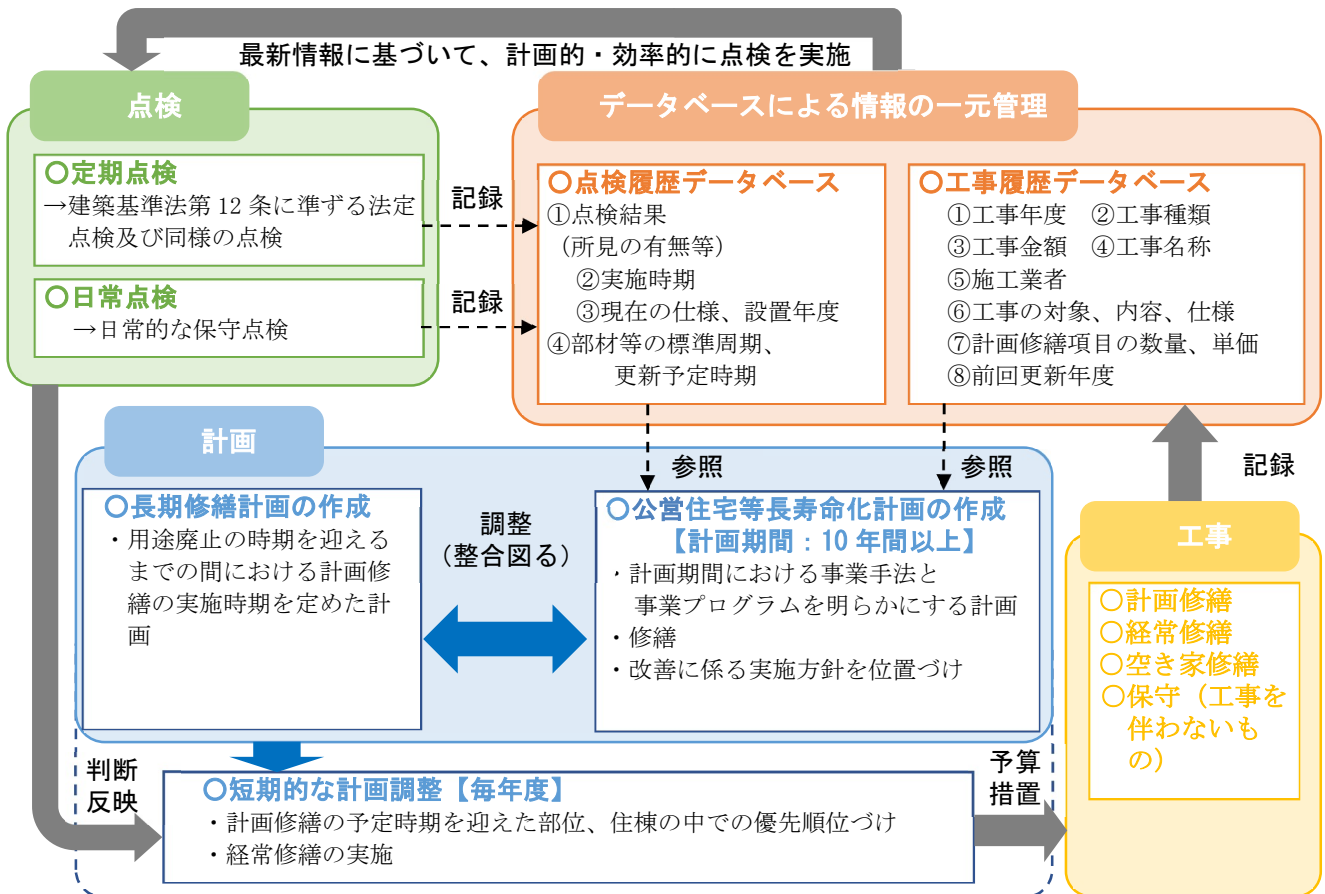 最新情報に基づいて、計画的・効率的に点検を実施
点検
○定期点検
→建築基準法第 12 条に準ずる法定
点検及び同様の点検
○日常点検
→日常的な保守点検
記録
記録
データベースによる情報の一元管理
○点検履歴データベース
①点検結果
（所見の有無等）
②実施時期
③現在の仕様、設置年度
④部材等の標準周期、
更新予定時期
○工事履歴データベース
①工事年度　②工事種類
③工事金額　④工事名称
⑤施工業者
⑥工事の対象、内容、仕様
⑦計画修繕項目の数量、単価
⑧前回更新年度
参照
参照
記録
計画
○長期修繕計画の作成
・用途廃止の時期を迎える
までの間における計画修
繕の実施時期を定めた計
画
調整
（整合図る）
○公営住宅等長寿命化計画の作成
【計画期間：10 年間以上】
・計画期間における事業手法と
事業プログラムを明らかにする計画
・修繕
・改善に係る実施方針を位置づけ
判断
反映
○短期的な計画調整【毎年度】
・計画修繕の予定時期を迎えた部位、住棟の中での優先順位づけ
・経常修繕の実施
予算
措置
工事
○計画修繕
○経常修繕
○空き家修繕
○保守（工事を
伴わないも
の）